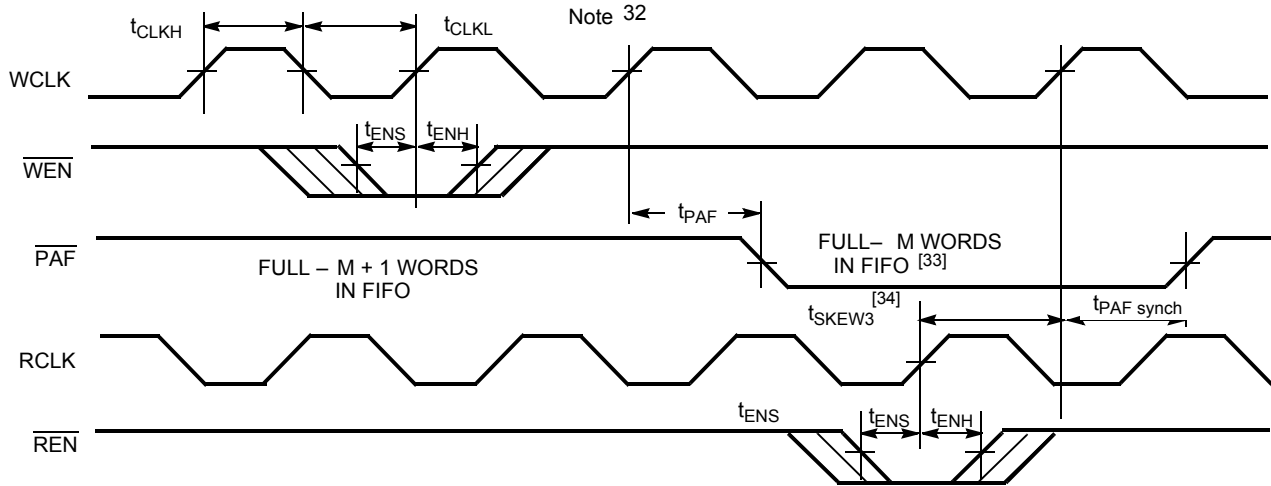 Note 32
tCLKH
tCLKL
WCLK
tENS tENH
WEN
tPAF
PAF
FULL – M + 1 WORDS
IN FIFO
FULL– M WORDS
IN FIFO [33]
[34]
tSKEW3
tPAF synch
RCLK
tENS
tENS tENH
REN